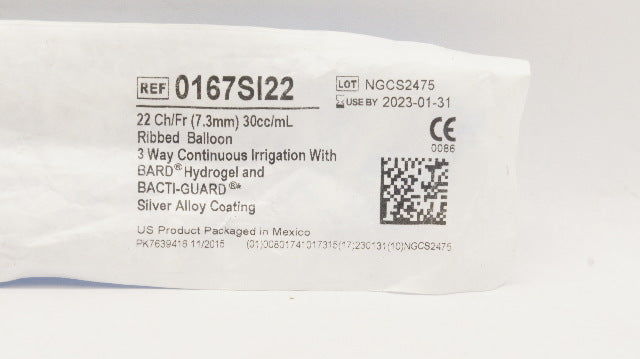 REF 0167SI22
LOT NGCS2475
USE BY 2023-01-31
22 Ch/Fr (7.3mm) 30cc/mL
Ribbed Balloon
3 Way Continuous Irrigation With
BARD® Hydrogel and
BACTI-GUARD®*
Silver Alloy Coating
CE
0086
US Product Packaged in Mexico
PK7639416 11/2015 (01)00801741017315(17)230131(10)NGCS2475